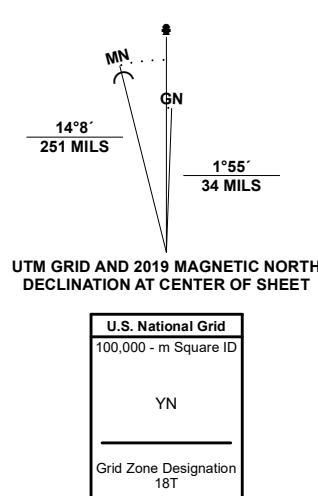 MN
GN
14°8´
251 MILS
1°55´
34 MILS
UTM GRID AND 2019 MAGNETIC NORTH
DECLINATION AT CENTER OF SHEET
U.S. National Grid
100,000 - m Square ID
YN
Grid Zone Designation
18T